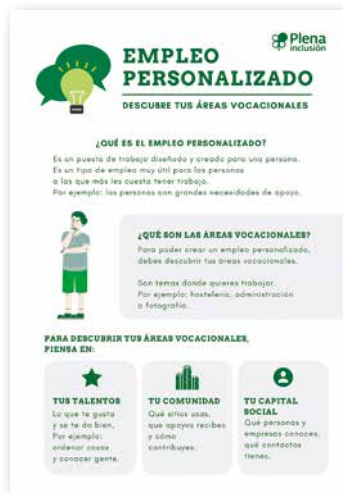 Plena
inclusión
EMPLEO
PERSONALIZADO
DESCUBRE TUS ÁREAS VOCACIONALES
¿QUÉ ES EL EMPLEO PERSONALIZADO?
Es un puesto de trabajo diseñado y creado para una persona.
Es un tipo de empleo muy útil para las personas
a las que más les cuesta tener trabajo.
Por ejemplo: las personas con grandes necesidades de apoyo.
¿QUÉ SON LAS ÁREAS VOCACIONALES?
Para poder crear un empleo personalizado,
debes descubrir tus áreas vocacionales.
Son temas donde quieres trabajar.
Por ejemplo: hostelería, administración
o fotografía.
PARA DESCUBRIR TUS ÁREAS VOCACIONALES,
PIENSA EN:
TUS TALENTOS
Lo que te gusta
y se te da bien.
Por ejemplo:
ordenar cosas
y conocer gente.
TU COMUNIDAD
Qué sitios usas,
qué apoyos recibes
y cómo
contribuyes.
TU CAPITAL
SOCIAL
Qué personas y
empresas conoces,
qué contactos
tienes.